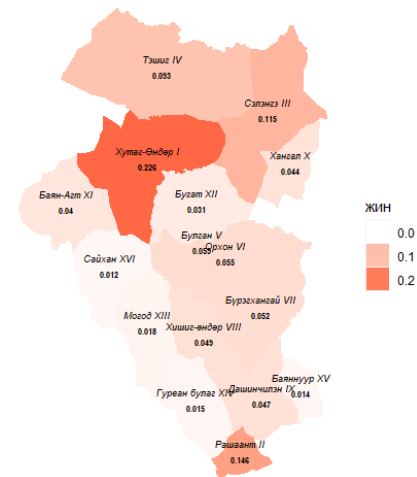 Тэшиг IV
0.093
Сэлэнгэ III
0.115
Хутаг-Өндөр I
0.226
Хангал X
0.044
Баян-Агт XI
0.04
Бугат XII
0.031
Булган V
0.055
Орхон VI
0.055
Сайхан XVI
0.012
Бүрэгхангай VII
0.052
Могод XIII
0.018
Хишиг-өндөр VIII
0.049
Баяннуур XV
0.014
Гурван булаг XIV
0.015
Дашинчилэн IX
0.047
Рашаант II
0.146
жин
0.0
0.1
0.2